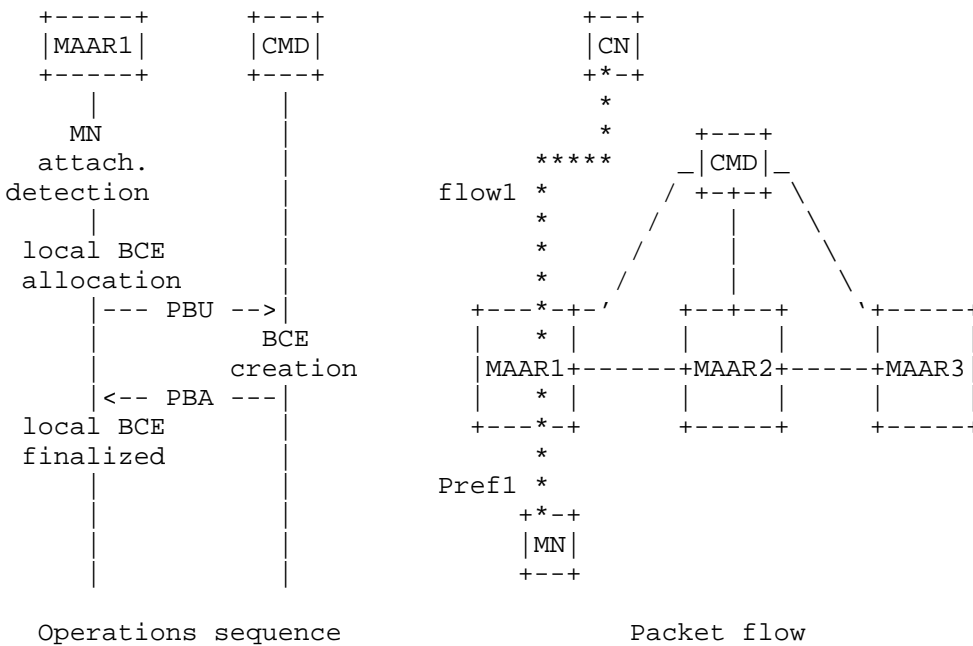 MAAR1 CMD CN
MN
attach. CMD
detection flow1
local BCE
allocation
PBU
BCE
creation MAAR1 MAAR2 MAAR3
PBA
local BCE
finalized
Pref1
MN
Operations sequence Packet flow